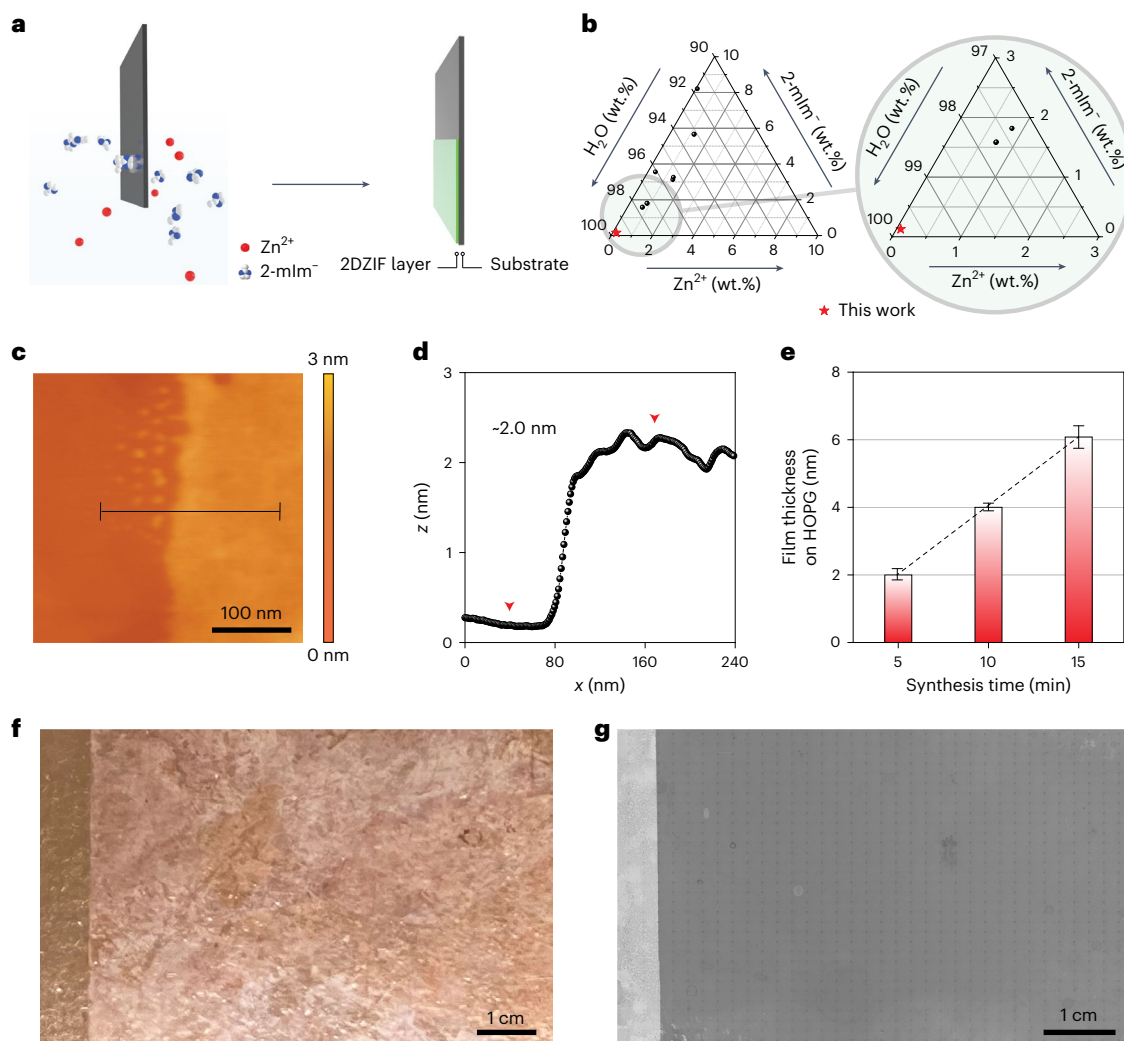 a
Zn2+
2-mIm−
2DZIF layer
Substrate
b
90
92
94
96
98
100
10
8
6
4
2
0
0
2
4
6
8
10
H2O (wt.%)
2-mIm− (wt.%)
Zn2+ (wt.%)
97
98
99
100
3
2
1
0
0
1
2
3
H2O (wt.%)
2-mIm− (wt.%)
Zn2+ (wt.%)
This work
c
3 nm
100 nm
0 nm
d
3
2
1
0
z (nm)
~2.0 nm
0
80
160
240
x (nm)
e
8
6
4
2
0
Film thickness
on HOPG (nm)
5
10
15
Synthesis time (min)
f
1 cm
g
1 cm